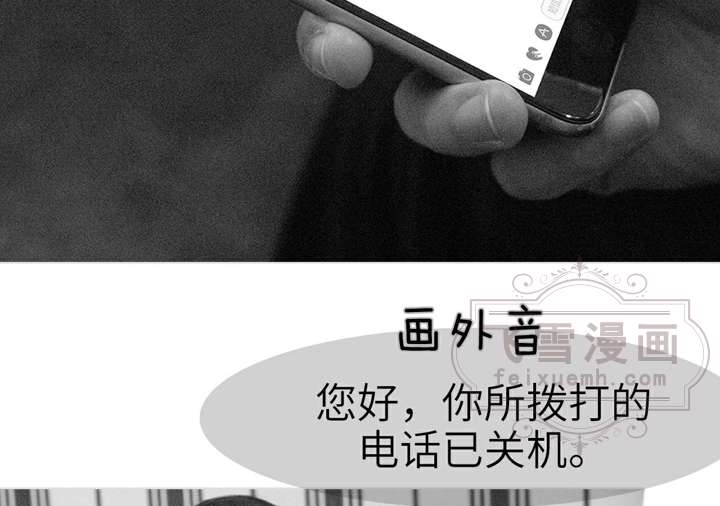 画外音
飞雪漫画
feixuemh.com
您好，你所拨打的
电话已关机。